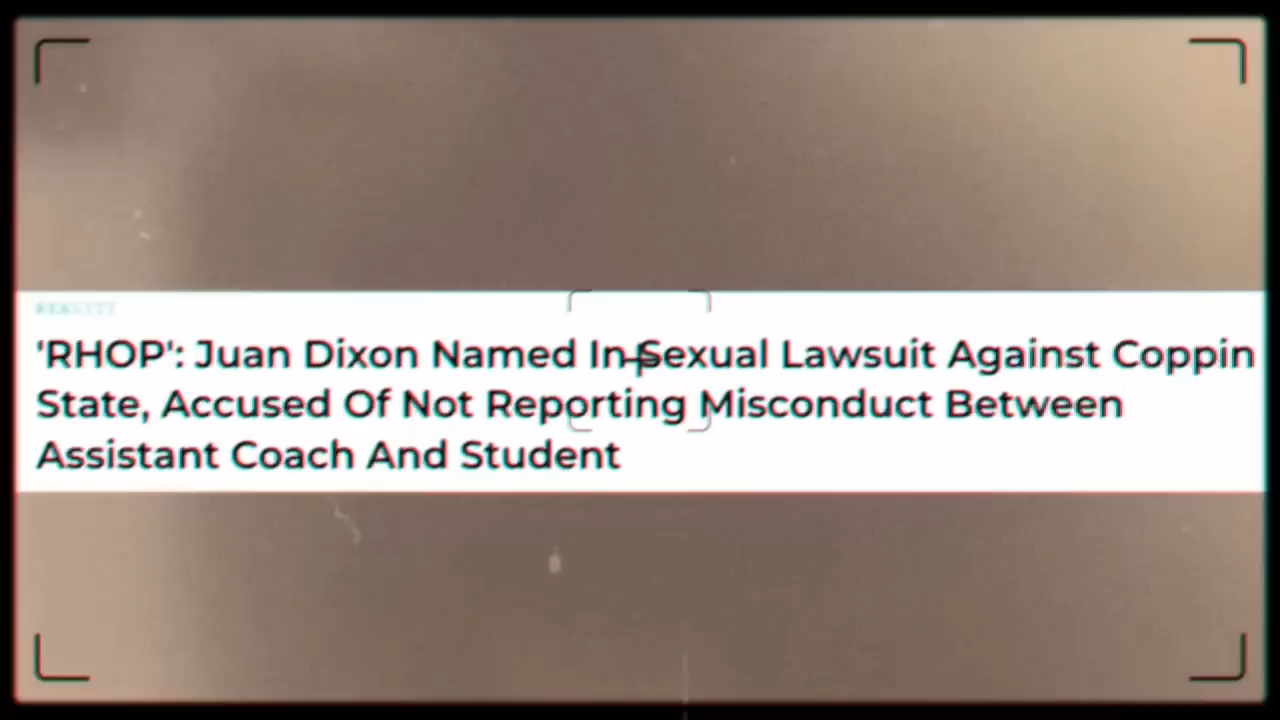 REALITY
'RHOP': Juan Dixon Named In Sexual Lawsuit Against Coppin
State, Accused Of Not Reporting Misconduct Between
Assistant Coach And Student